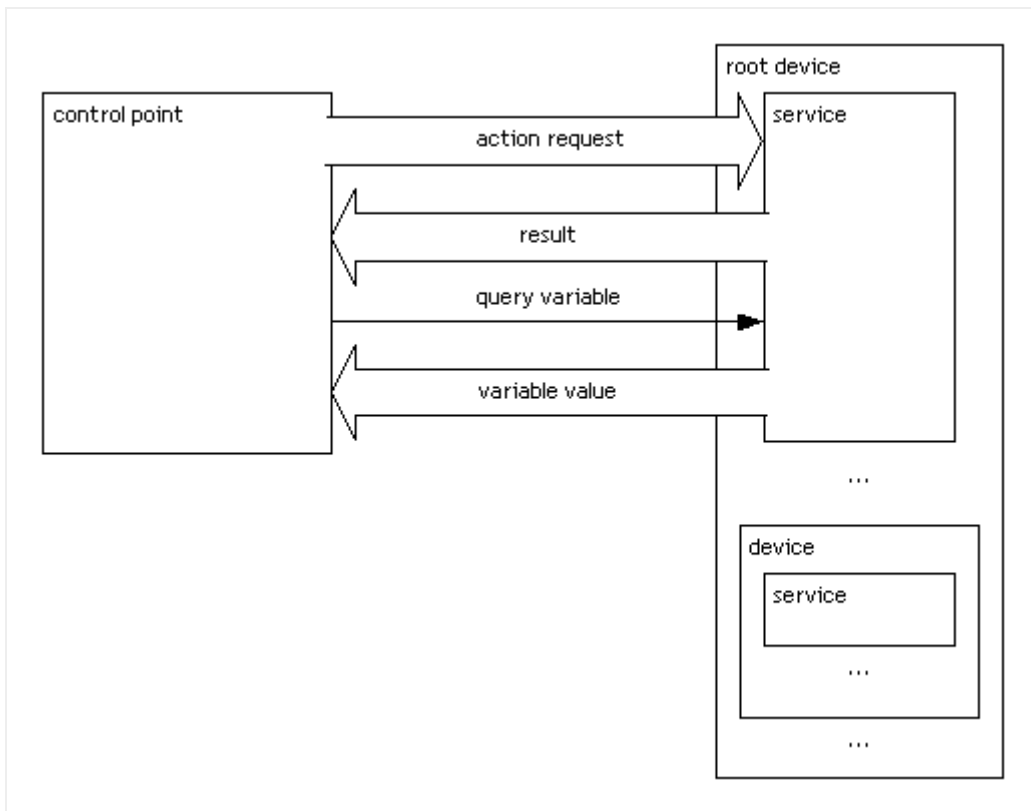 root device
control point
service
action request
result
query variable
variable value
...
device
service
...
...